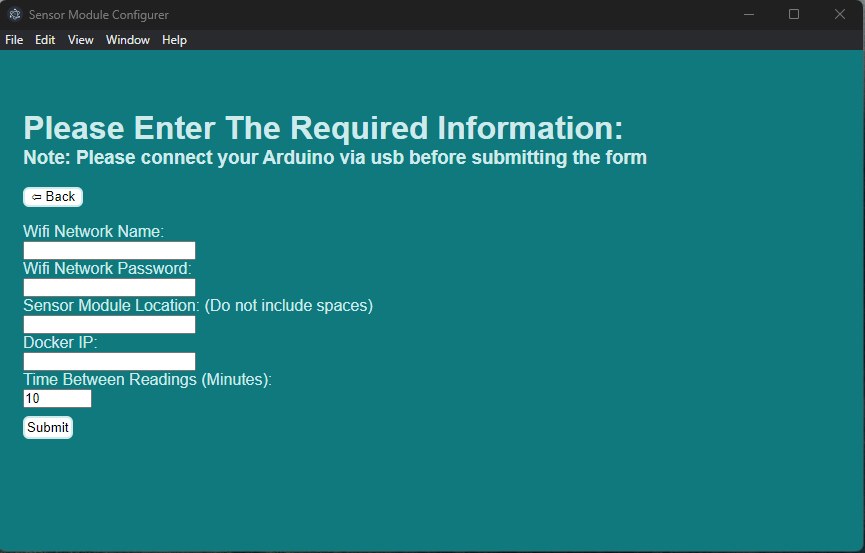 Sensor Module Configurer
File Edit View Window Help
Please Enter The Required Information:
Note: Please connect your Arduino via usb before submitting the form
⇦ Back
Wifi Network Name:
Wifi Network Password:
Sensor Module Location: (Do not include spaces)
Docker IP:
Time Between Readings (Minutes):
10
Submit